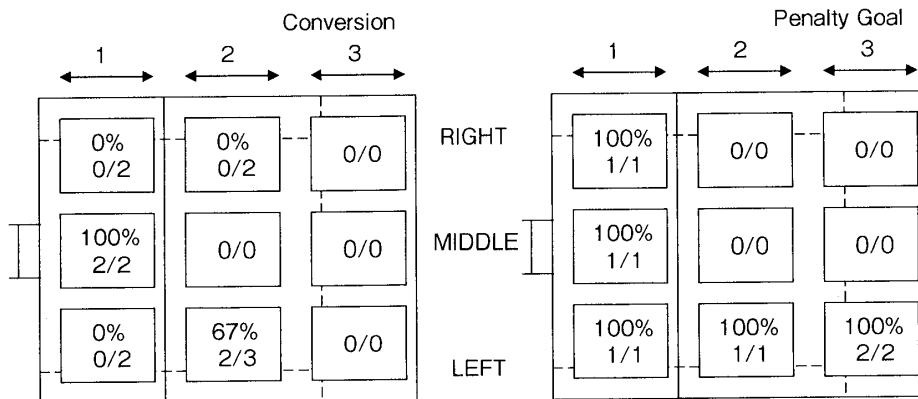 Conversion
1 2 3
0% 0% 0/0
0/2 0/2
RIGHT
100% 0/0 0/0
2/2
MIDDLE
0% 67% 0/0
0/2 2/3
LEFT
Penalty Goal
1 2 3
100% 0/0 0/0
1/1
100% 0/0 0/0
1/1
100% 100% 100%
1/1 1/1 2/2